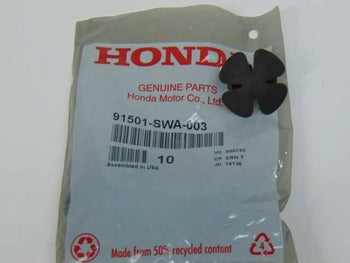 HONDA
GENUINE PARTS
Honda Motor Co., Ltd.
91501-SWA-003
10
Assembled in USA
Made from 50% recycled content
4